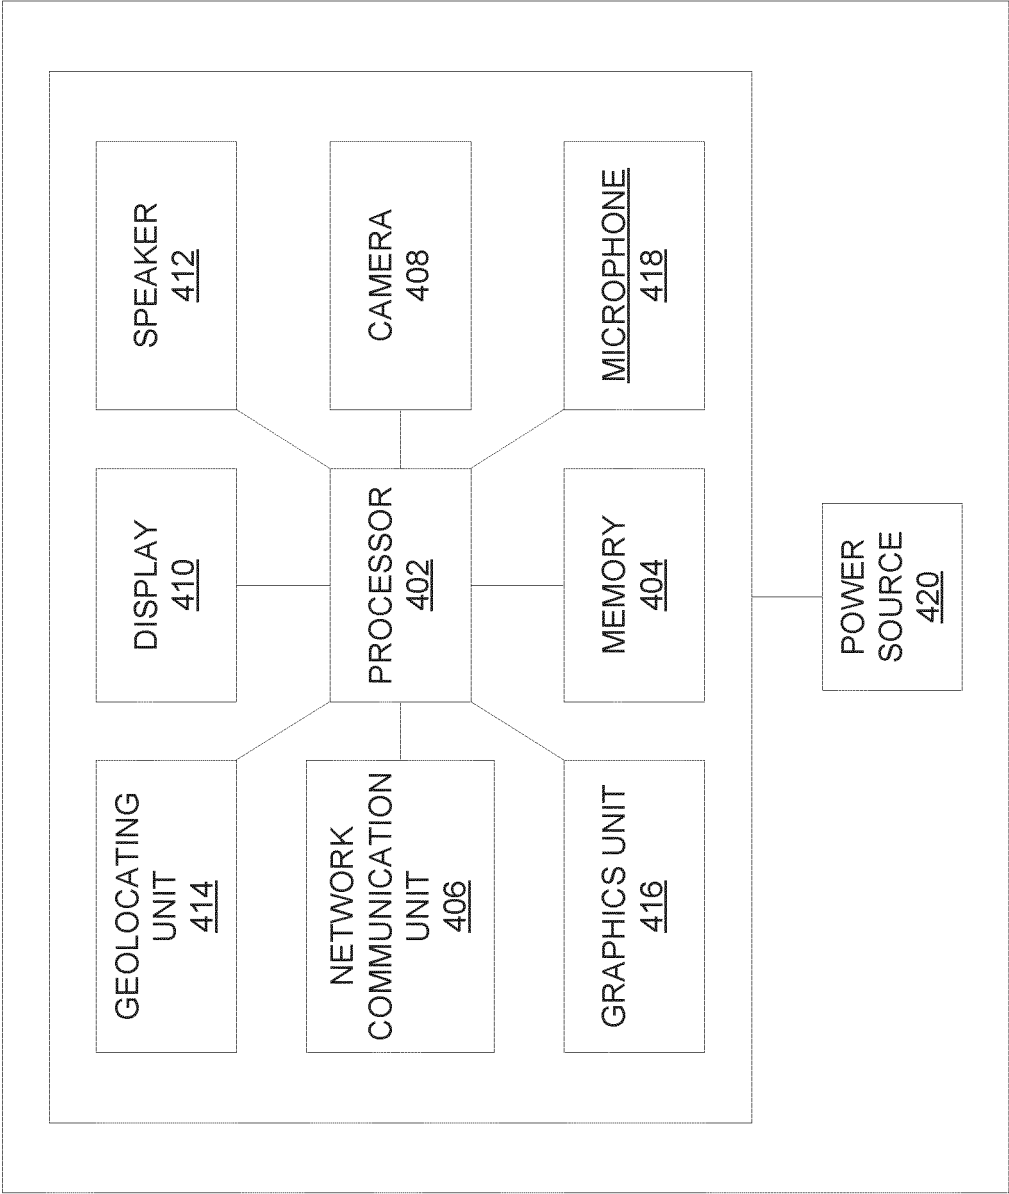 GEOLOCATING
UNIT
414
DISPLAY
410
SPEAKER
412
NETWORK
COMMUNICATION
UNIT
406
PROCESSOR
402
CAMERA
408
GRAPHICS UNIT
416
MEMORY
404
MICROPHONE
418
POWER
SOURCE
420